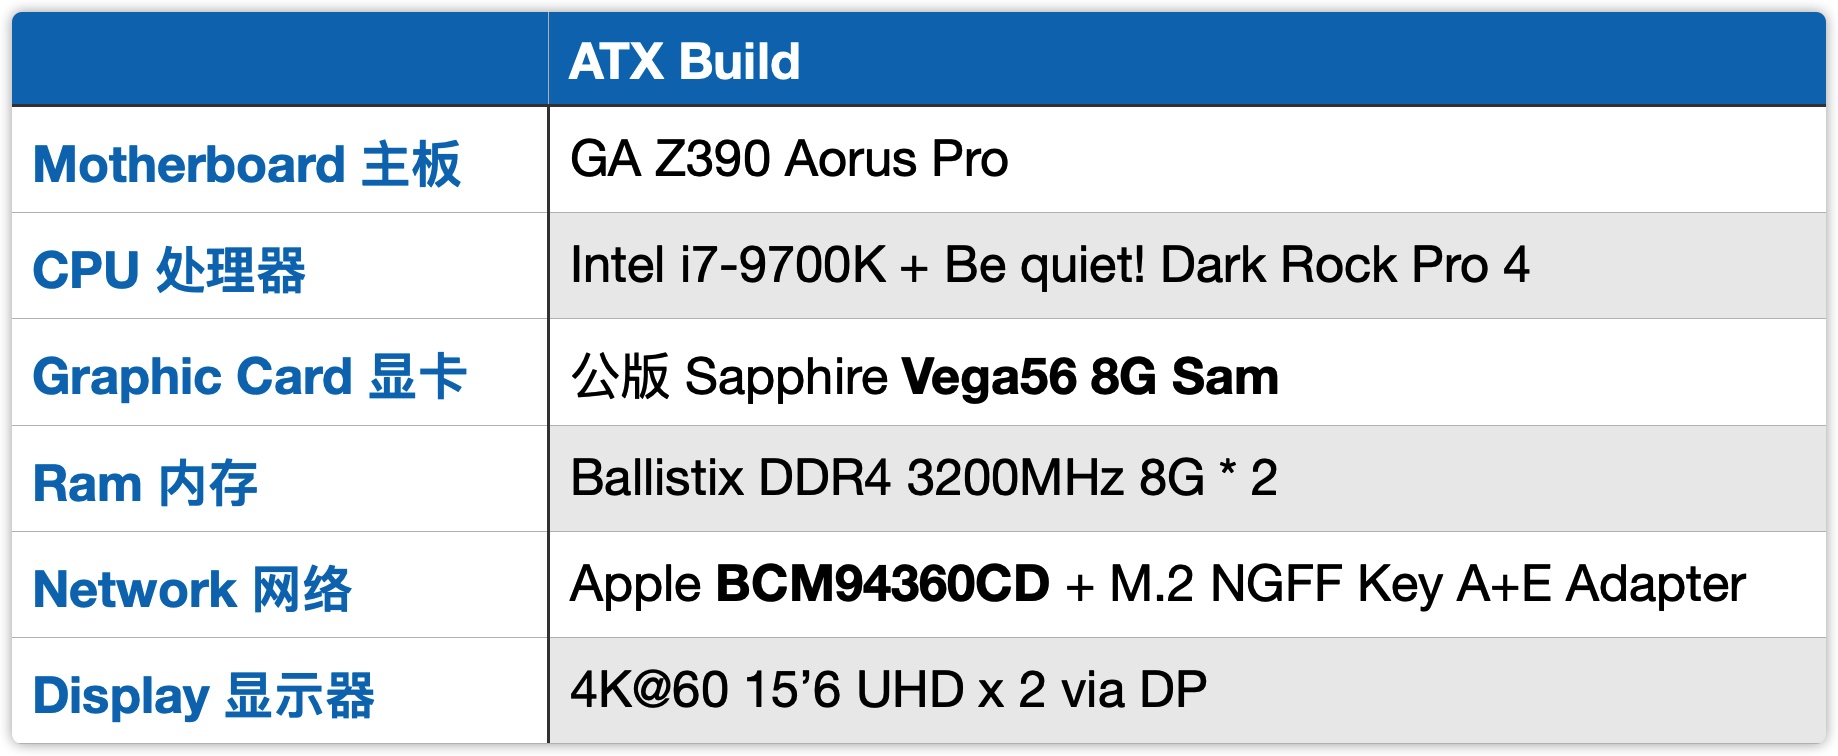 ATX Build
Motherboard 主板 GA Z390 Aorus Pro
CPU 处理器 Intel i7-9700K + Be quiet! Dark Rock Pro 4
Graphic Card 显卡 公版 Sapphire Vega56 8G Sam
Ram 内存 Ballistix DDR4 3200MHz 8G * 2
Network 网络 Apple BCM94360CD + M.2 NGFF Key A+E Adapter
Display 显示器 4K@60 15’6 UHD x 2 via DP